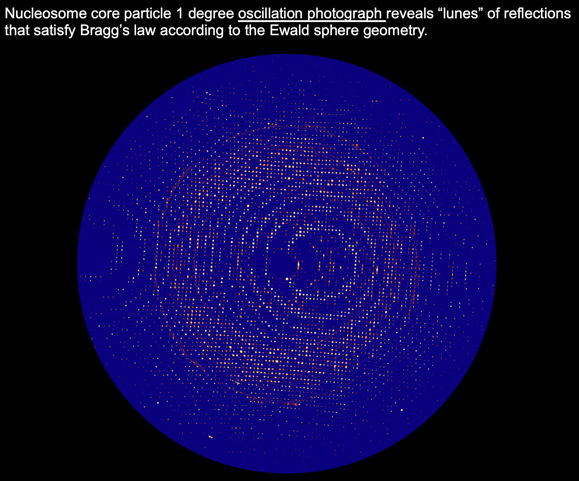 Nucleosome core particle 1 degree oscillation photograph reveals “lunes” of reflections
that satisfy Bragg’s law according to the Ewald sphere geometry.